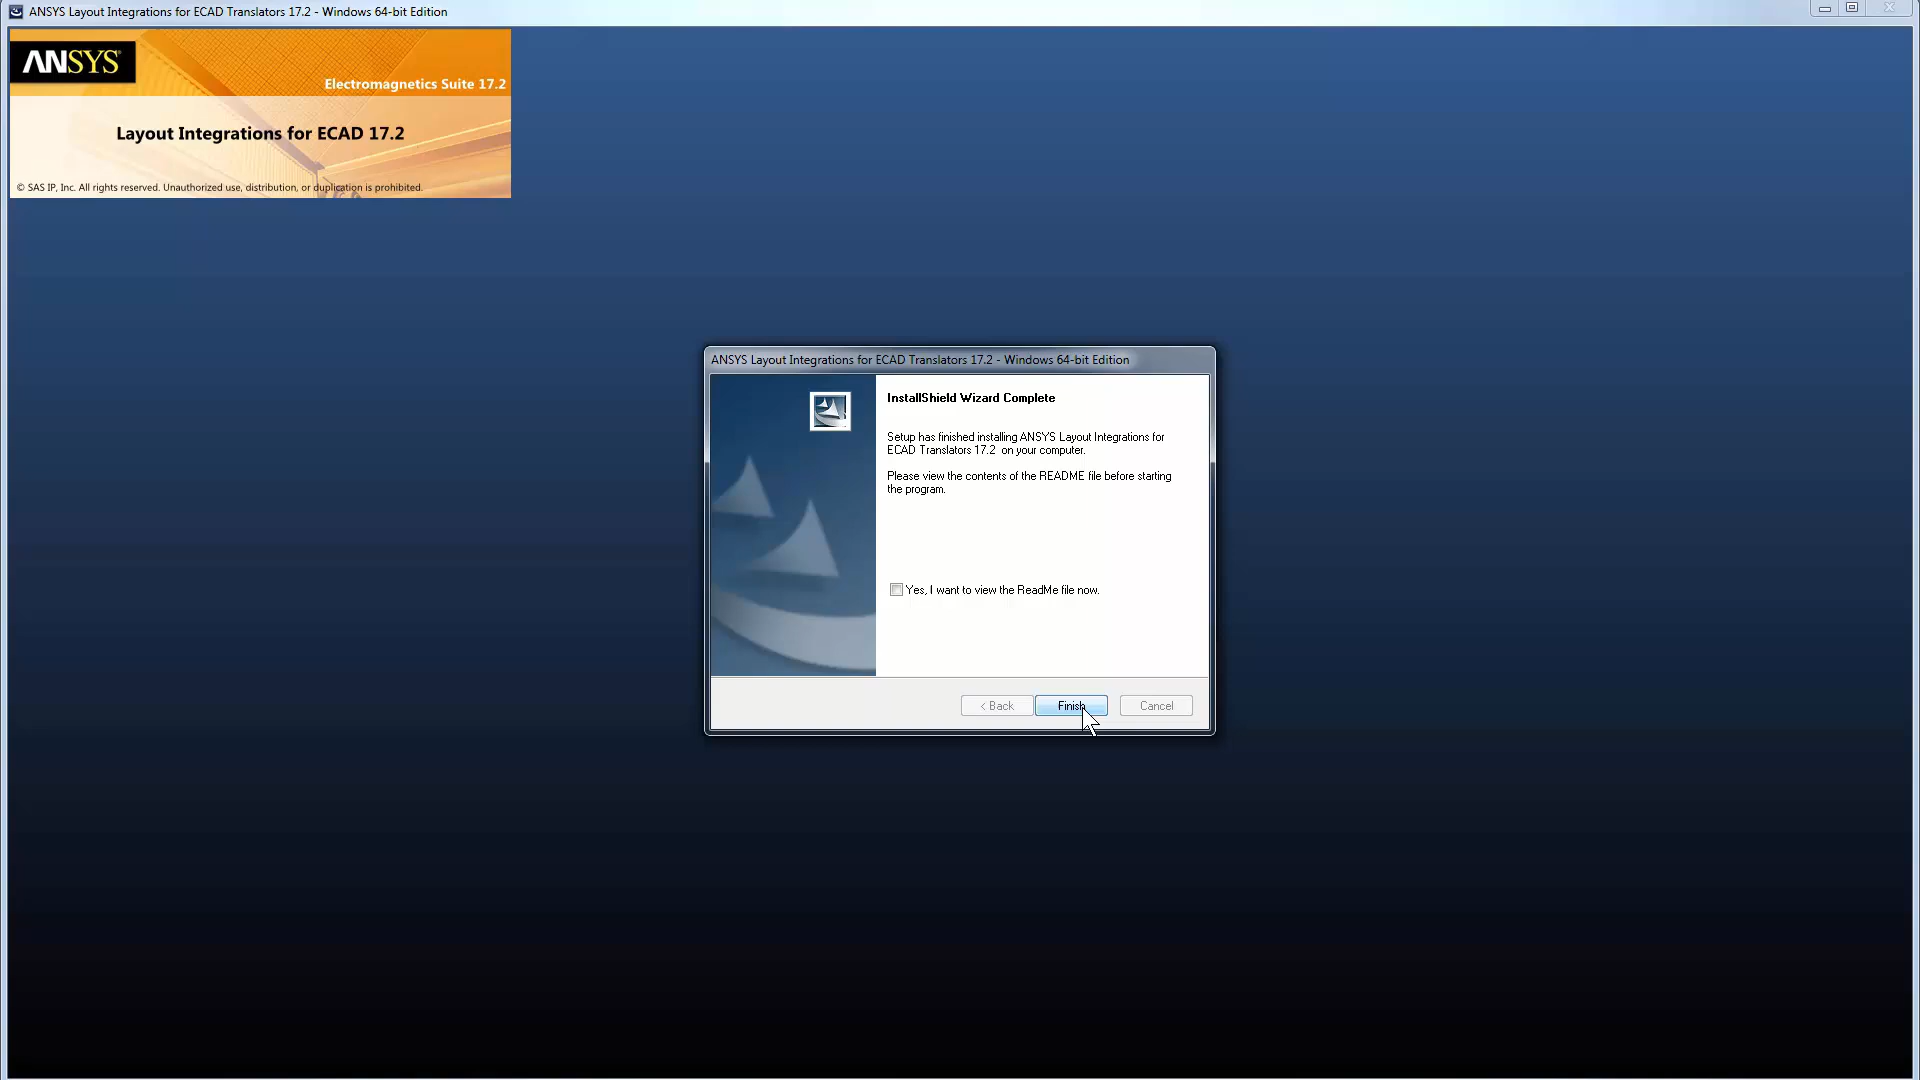 ANSYS Layout Integrations for ECAD Translators 17.2 - Windows 64-bit Edition
ANSYS®
Electromagnetics Suite 17.2
Layout Integrations for ECAD 17.2
© SAS IP, Inc. All rights reserved. Unauthorized use, distribution, or duplication is prohibited.
ANSYS Layout Integrations for ECAD Translators 17.2 - Windows 64-bit Edition
InstallShield Wizard Complete
Setup has finished installing ANSYS Layout Integrations for
ECAD Translators 17.2 on your computer.
Please view the contents of the README file before starting
the program.
Yes, I want to view the ReadMe file now.
< Back
Finish
Cancel